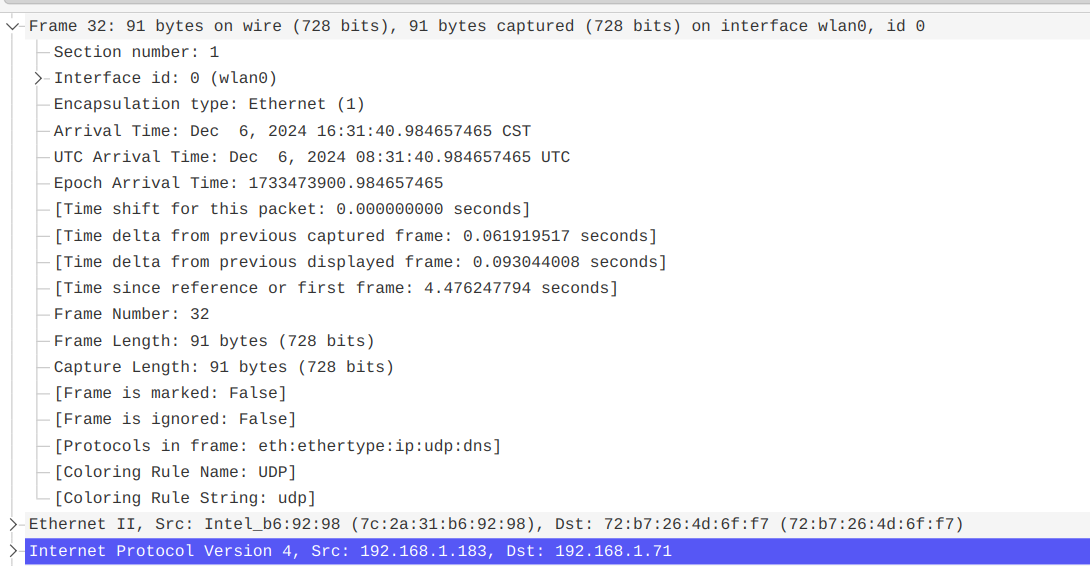 Frame 32: 91 bytes on wire (728 bits), 91 bytes captured (728 bits) on interface wlan0, id 0
Section number: 1
Interface id: 0 (wlan0)
Encapsulation type: Ethernet (1)
Arrival Time: Dec  6, 2024 16:31:40.984657465 CST
UTC Arrival Time: Dec  6, 2024 08:31:40.984657465 UTC
Epoch Arrival Time: 1733473900.984657465
[Time shift for this packet: 0.000000000 seconds]
[Time delta from previous captured frame: 0.061919517 seconds]
[Time delta from previous displayed frame: 0.093044008 seconds]
[Time since reference or first frame: 4.476247794 seconds]
Frame Number: 32
Frame Length: 91 bytes (728 bits)
Capture Length: 91 bytes (728 bits)
[Frame is marked: False]
[Frame is ignored: False]
[Protocols in frame: eth:ethertype:ip:udp:dns]
[Coloring Rule Name: UDP]
[Coloring Rule String: udp]
Ethernet II, Src: Intel_b6:92:98 (7c:2a:31:b6:92:98), Dst: 72:b7:26:4d:6f:f7 (72:b7:26:4d:6f:f7)
Internet Protocol Version 4, Src: 192.168.1.183, Dst: 192.168.1.71